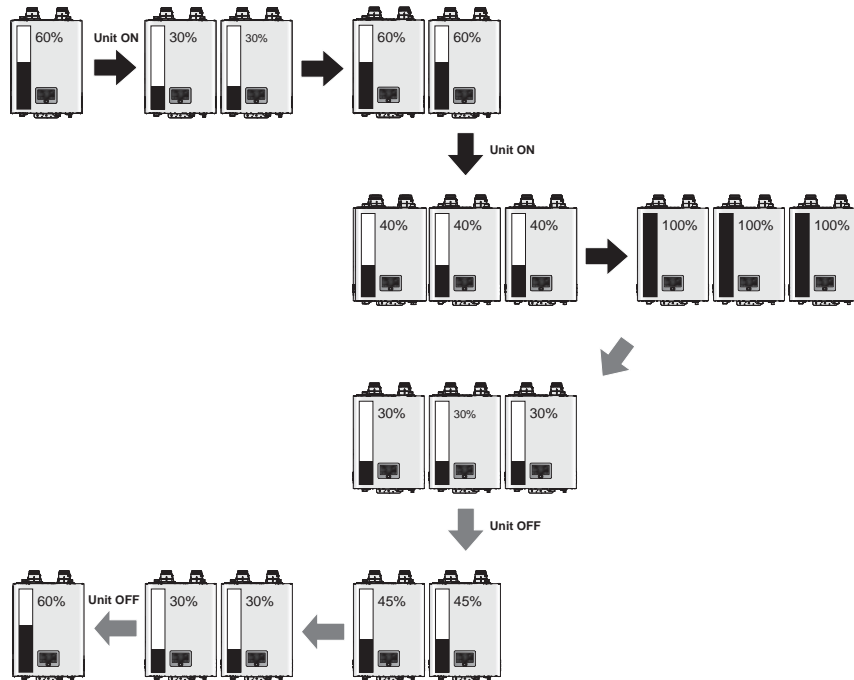 60% Unit ON 30% 30% 60% 60%
Unit ON
40% 40% 40% 100% 100% 100%
30% 30% 30%
Unit OFF
60% Unit OFF 30% 30% 45% 45%